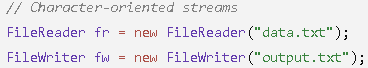 // Character-oriented streams
FileReader fr = new FileReader("data.txt");
FileWriter fw = new FileWriter("output.txt");